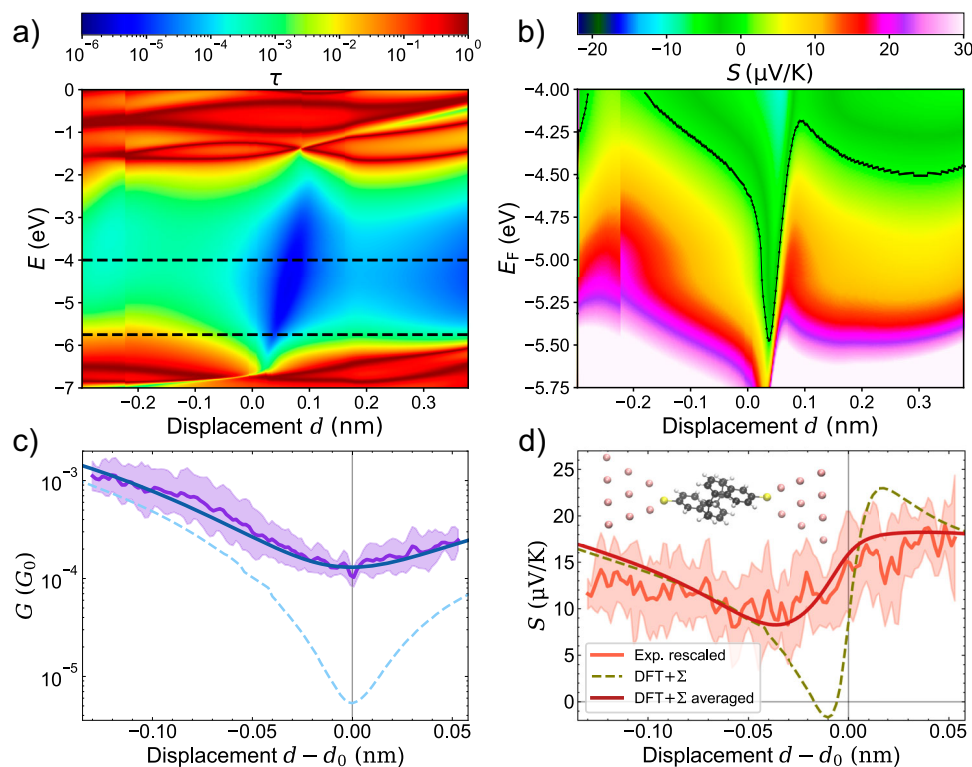 a)
10⁻⁶ 10⁻⁵ 10⁻⁴ 10⁻³ 10⁻² 10⁻¹ 10⁰
τ
0
−1
−2
−3
−4
−5
−6
−7
E (eV)
−0.2 −0.1 0.0 0.1 0.2 0.3
Displacement d (nm)
b)
−20 −10 0 10 20 30
S (μV/K)
−4.00
−4.25
−4.50
−4.75
−5.00
−5.25
−5.50
−5.75
E_F (eV)
−0.2 −0.1 0.0 0.1 0.2 0.3
Displacement d (nm)
c)
10⁻³
10⁻⁴
10⁻⁵
G (G₀)
−0.10 −0.05 0.00 0.05
Displacement d − d₀ (nm)
d)
25
20
15
10
5
0
S (μV/K)
Exp. rescaled
DFT+Σ
DFT+Σ averaged
−0.10 −0.05 0.00 0.05
Displacement d − d₀ (nm)